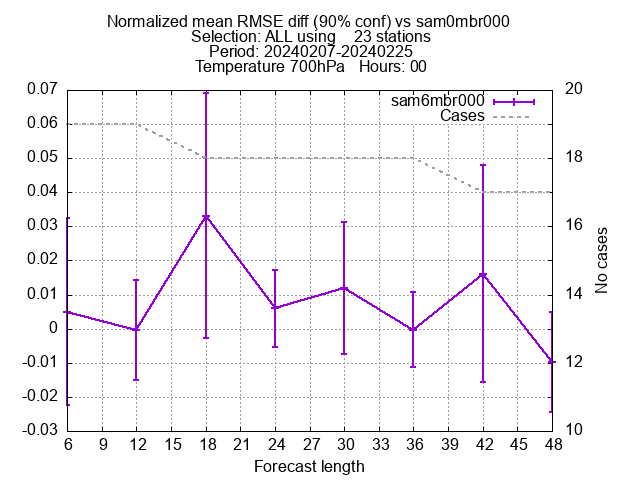 Normalized mean RMSE diff (90% conf) vs sam0mbr000
Selection: ALL using    23 stations
Period: 20240207-20240225
Temperature 700hPa   Hours: 00
0.07
0.06
0.05
0.04
0.03
0.02
0.01
0
-0.01
-0.02
-0.03
sam6mbr000
Cases
20
18
16
14
12
10
No cases
6 9 12 15 18 21 24 27 30 33 36 39 42 45 48
Forecast length